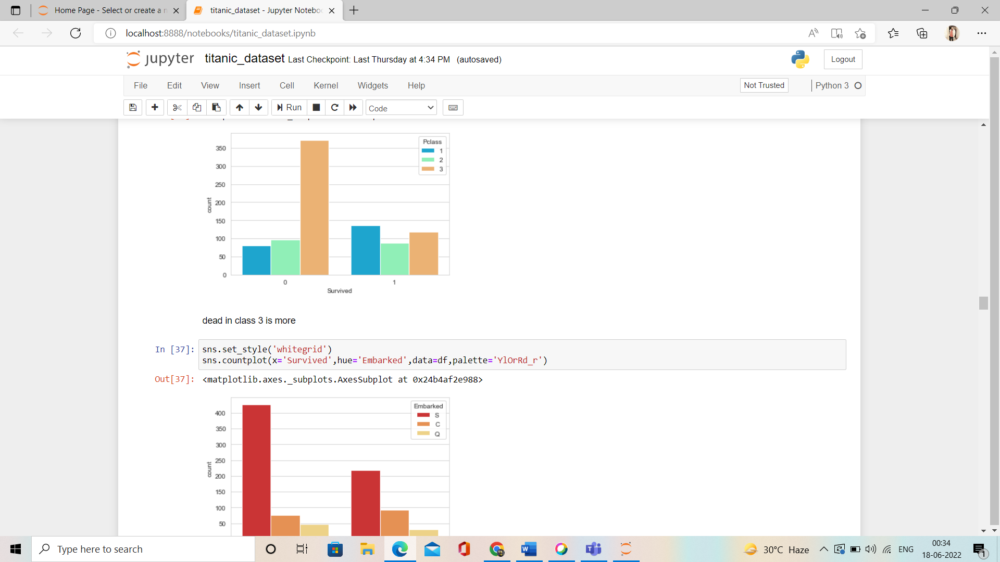 Home Page - Select or create a n
titanic_dataset - Jupyter Notebo
localhost:8888/notebooks/titanic_dataset.ipynb
jupyter titanic_dataset Last Checkpoint: Last Thursday at 4:34 PM (autosaved)
Logout
File Edit View Insert Cell Kernel Widgets Help
Not Trusted
Python 3
Run
Code
Pclass
1
2
3
350
300
250
200
150
100
50
0
count
0 1
Survived
dead in class 3 is more
In [37]: sns.set_style('whitegrid')
sns.countplot(x='Survived',hue='Embarked',data=df,palette='YlOrRd_r')
Out[37]: <matplotlib.axes._subplots.AxesSubplot at 0x24b4af2e988>
Embarked
S
C
Q
400
350
300
250
200
150
100
50
count
Type here to search
30°C Haze
ENG
00:34
18-06-2022
1